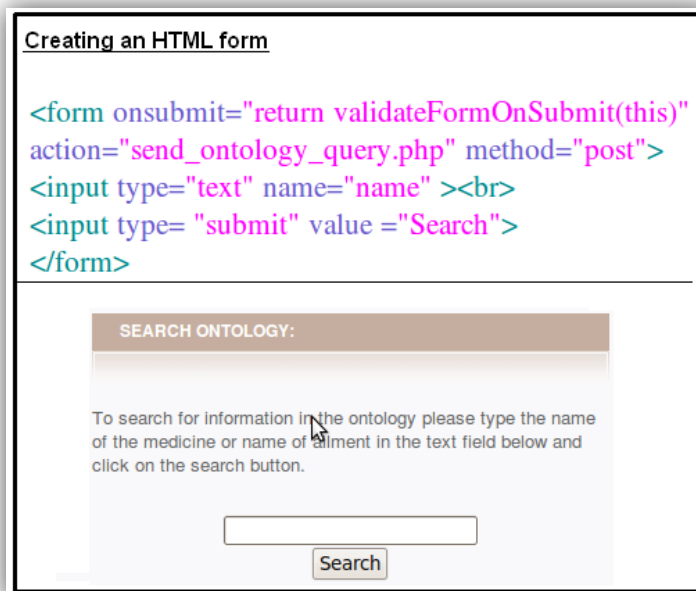 Creating an HTML form
<form onsubmit="return validateFormOnSubmit(this)"
action="send_ontology_query.php" method="post">
<input type="text" name="name" ><br>
<input type= "submit" value ="Search">
</form>
SEARCH ONTOLOGY:
To search for information in the ontology please type the name
of the medicine or name of ailment in the text field below and
click on the search button.
Search